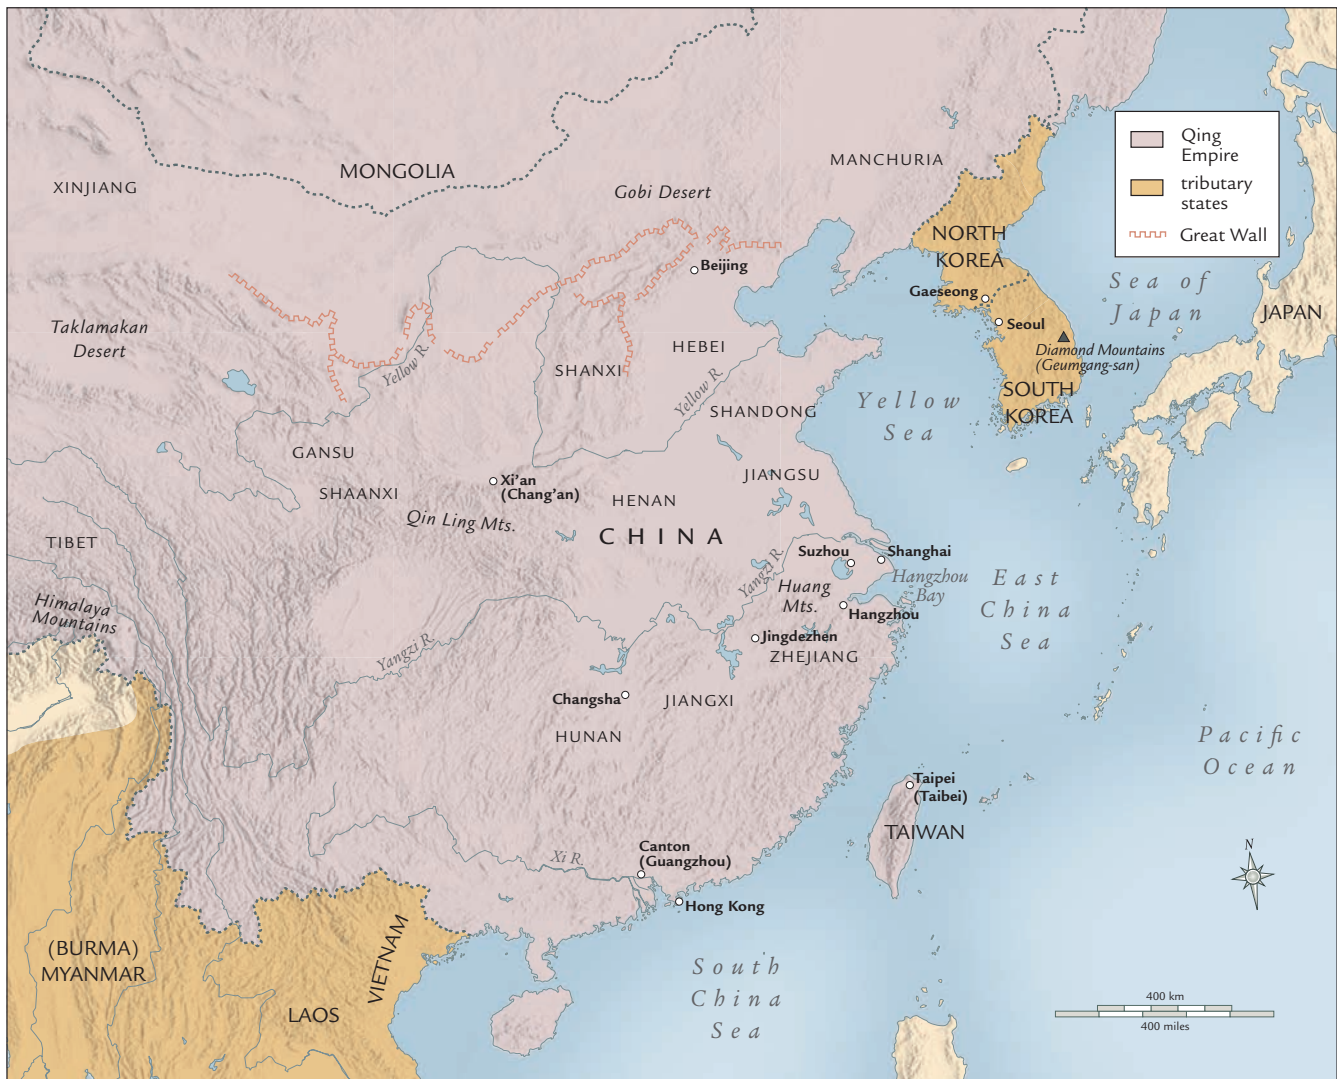 MONGOLIA
XINJIANG
Gobi Desert
MANCHURIA
Qing
Empire
tributary
states
Great Wall
NORTH
KOREA
Beijing
Gaeseong
Seoul
Sea of
Japan
JAPAN
Taklamakan
Desert
Yellow R.
SHANXI
HEBEI
Yellow R.
SHANDONG
Diamond Mountains
(Geumgang-san)
SOUTH
KOREA
Yellow
Sea
GANSU
SHAANXI
Xi’an
(Chang’an)
Qin Ling Mts.
HENAN
JIANGSU
CHINA
TIBET
Suzhou
Shanghai
Yangzi R.
Huang
Mts.
Hangzhou
Bay
Hangzhou
East
China
Sea
Himalaya
Mountains
Yangzi R.
Jingdezhen
ZHEJIANG
Changsha
JIANGXI
HUNAN
Pacific
Ocean
Taipei
(Taibei)
TAIWAN
Canton
(Guangzhou)
Xi R.
Hong Kong
N
(BURMA)
MYANMAR
VIETNAM
LAOS
South
China
Sea
400 km
400 miles